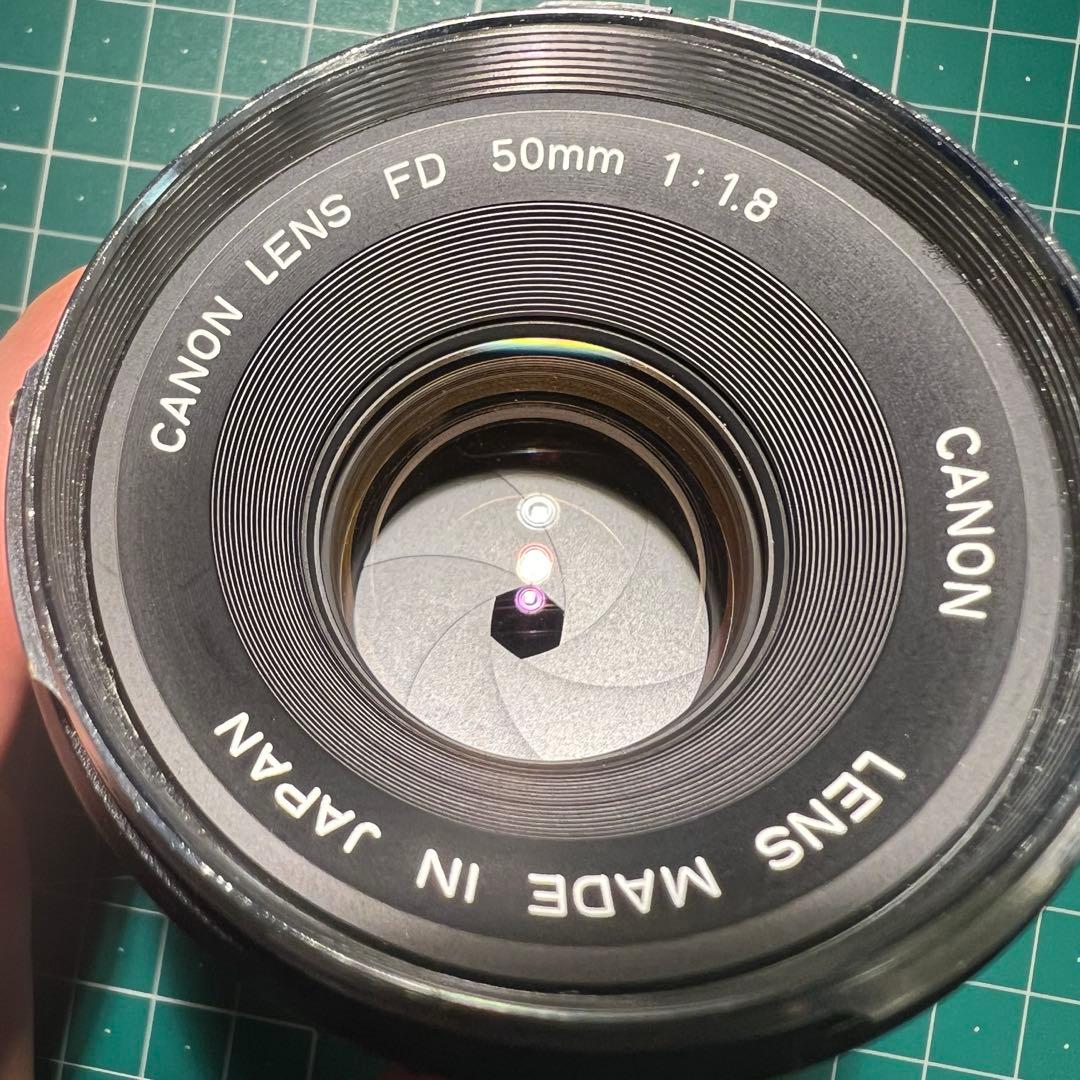 CANON LENS FD 50mm 1:1.8
CANON LENS MADE IN JAPAN